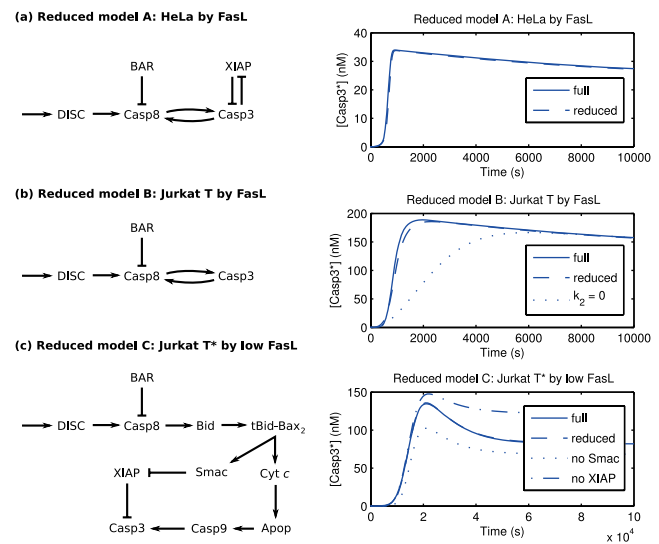 (a) Reduced model A: HeLa by FasL
BAR
XIAP
DISC
Casp8
Casp3
Reduced model A: HeLa by FasL
[Casp3*] (nM)
40
30
20
10
0
full
reduced
0 2000 4000 6000 8000 10000
Time (s)
(b) Reduced model B: Jurkat T by FasL
BAR
DISC
Casp8
Casp3
Reduced model B: Jurkat T by FasL
[Casp3*] (nM)
200
150
100
50
0
full
reduced
k2 = 0
0 2000 4000 6000 8000 10000
Time (s)
(c) Reduced model C: Jurkat T* by low FasL
BAR
DISC
Casp8
Bid
tBid-Bax2
XIAP
Smac
Cyt c
Casp3
Casp9
Apop
Reduced model C: Jurkat T* by low FasL
[Casp3*] (nM)
150
100
50
0
full
reduced
no Smac
no XIAP
0 2 4 6 8 10
Time (s)
x 10^4